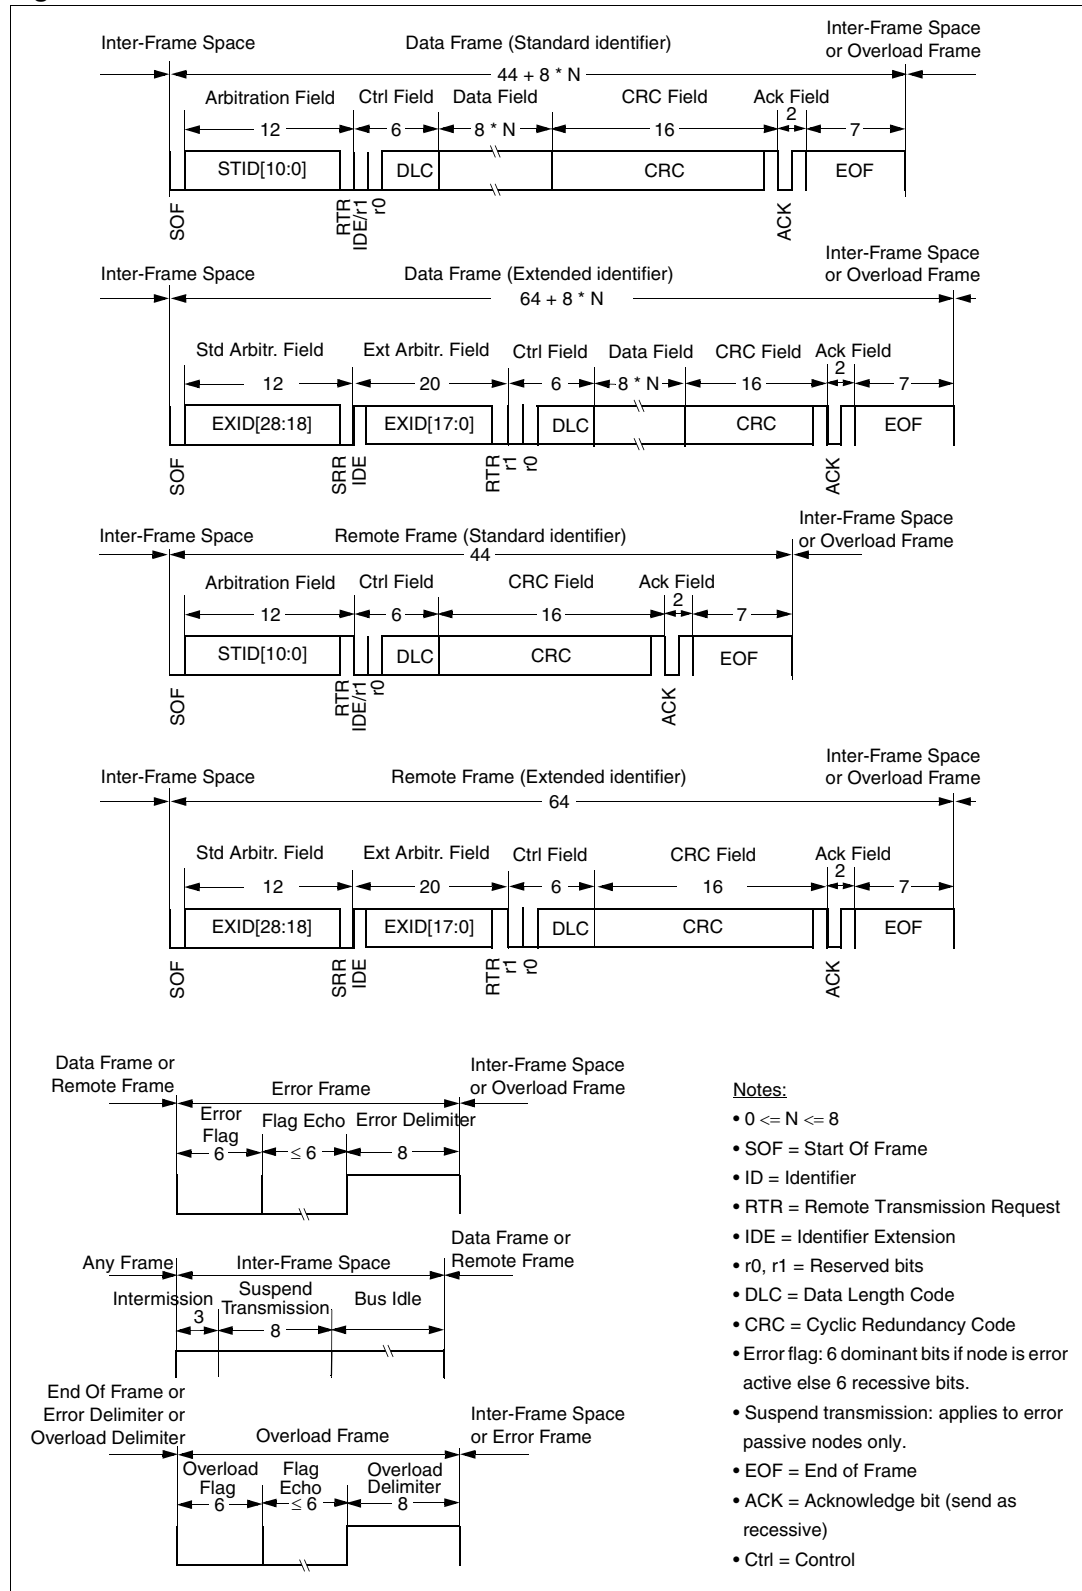 Inter-Frame Space
Data Frame (Standard identifier)
Inter-Frame Space
or Overload Frame
44 + 8 * N
Arbitration Field
Ctrl Field
Data Field
CRC Field
Ack Field
12
6
8 * N
16
2
7
STID[10:0]
DLC
CRC
EOF
SOF
RTR
IDE/r1
r0
ACK
Inter-Frame Space
Data Frame (Extended identifier)
Inter-Frame Space
or Overload Frame
64 + 8 * N
Std Arbitr. Field
Ext Arbitr. Field
Ctrl Field
Data Field
CRC Field
Ack Field
12
20
6
8 * N
16
2
7
EXID[28:18]
EXID[17:0]
DLC
CRC
EOF
SOF
SRR
IDE
RTR
r1
r0
ACK
Inter-Frame Space
Remote Frame (Standard identifier)
Inter-Frame Space
or Overload Frame
44
Arbitration Field
Ctrl Field
CRC Field
Ack Field
12
6
16
2
7
STID[10:0]
DLC
CRC
EOF
SOF
RTR
IDE/r1
r0
ACK
Inter-Frame Space
Remote Frame (Extended identifier)
Inter-Frame Space
or Overload Frame
64
Std Arbitr. Field
Ext Arbitr. Field
Ctrl Field
CRC Field
Ack Field
12
20
6
16
2
7
EXID[28:18]
EXID[17:0]
DLC
CRC
EOF
SOF
SRR
IDE
RTR
r1
r0
ACK
Data Frame or
Remote Frame
Error Frame
Inter-Frame Space
or Overload Frame
Error
Flag
Flag Echo
Error Delimiter
6
≤ 6
8
Any Frame
Inter-Frame Space
Data Frame or
Remote Frame
Intermission
Suspend
Transmission
Bus Idle
3
8
End Of Frame or
Error Delimiter or
Overload Delimiter
Overload Frame
Inter-Frame Space
or Error Frame
Overload
Flag
Flag
Echo
Overload
Delimiter
6
≤ 6
8
Notes:
• 0 <= N <= 8
• SOF = Start Of Frame
• ID = Identifier
• RTR = Remote Transmission Request
• IDE = Identifier Extension
• r0, r1 = Reserved bits
• DLC = Data Length Code
• CRC = Cyclic Redundancy Code
• Error flag: 6 dominant bits if node is error
active else 6 recessive bits.
• Suspend transmission: applies to error
passive nodes only.
• EOF = End of Frame
• ACK = Acknowledge bit (send as
recessive)
• Ctrl = Control